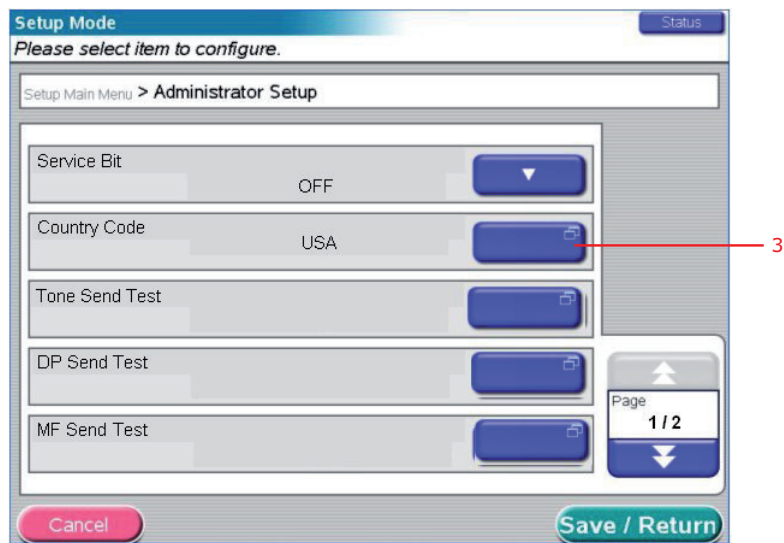 Setup Mode
Status
Please select item to configure.
Setup Main Menu > Administrator Setup
Service Bit
OFF
Country Code
USA
3
Tone Send Test
DP Send Test
MF Send Test
Page
1 / 2
Cancel
Save / Return